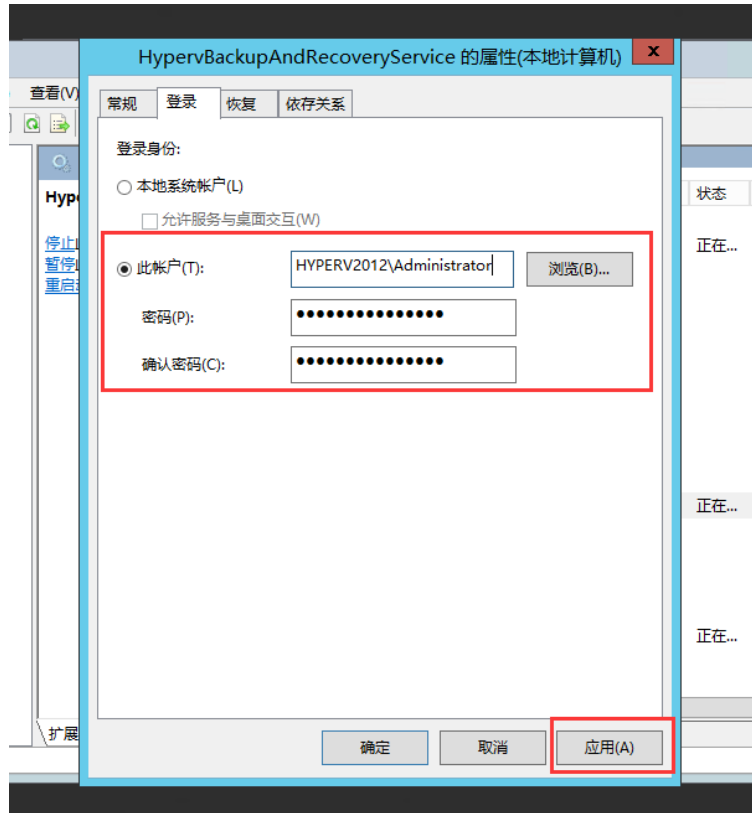 HypervBackupAndRecoveryService 的属性(本地计算机)
x
查看(V)
常规 登录 恢复 依存关系
登录身份:
本地系统帐户(L)
状态
允许服务与桌面交互(W)
停止
正在...
暂停
重启
此帐户(T): HYPERV2012\Administrator 浏览(B)...
密码(P): ●●●●●●●●●●●●●●●
确认密码(C): ●●●●●●●●●●●●●●●
正在...
正在...
扩展
确定 取消 应用(A)